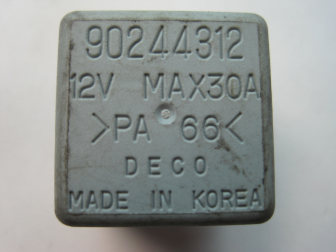 90244312
12V MAX30A
>PA 66<
DECO
MADE IN KOREA